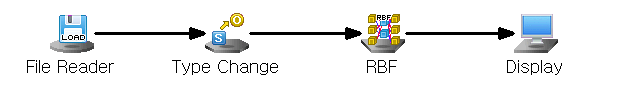 LOAD
S
O
RBF
File Reader
Type Change
RBF
Display